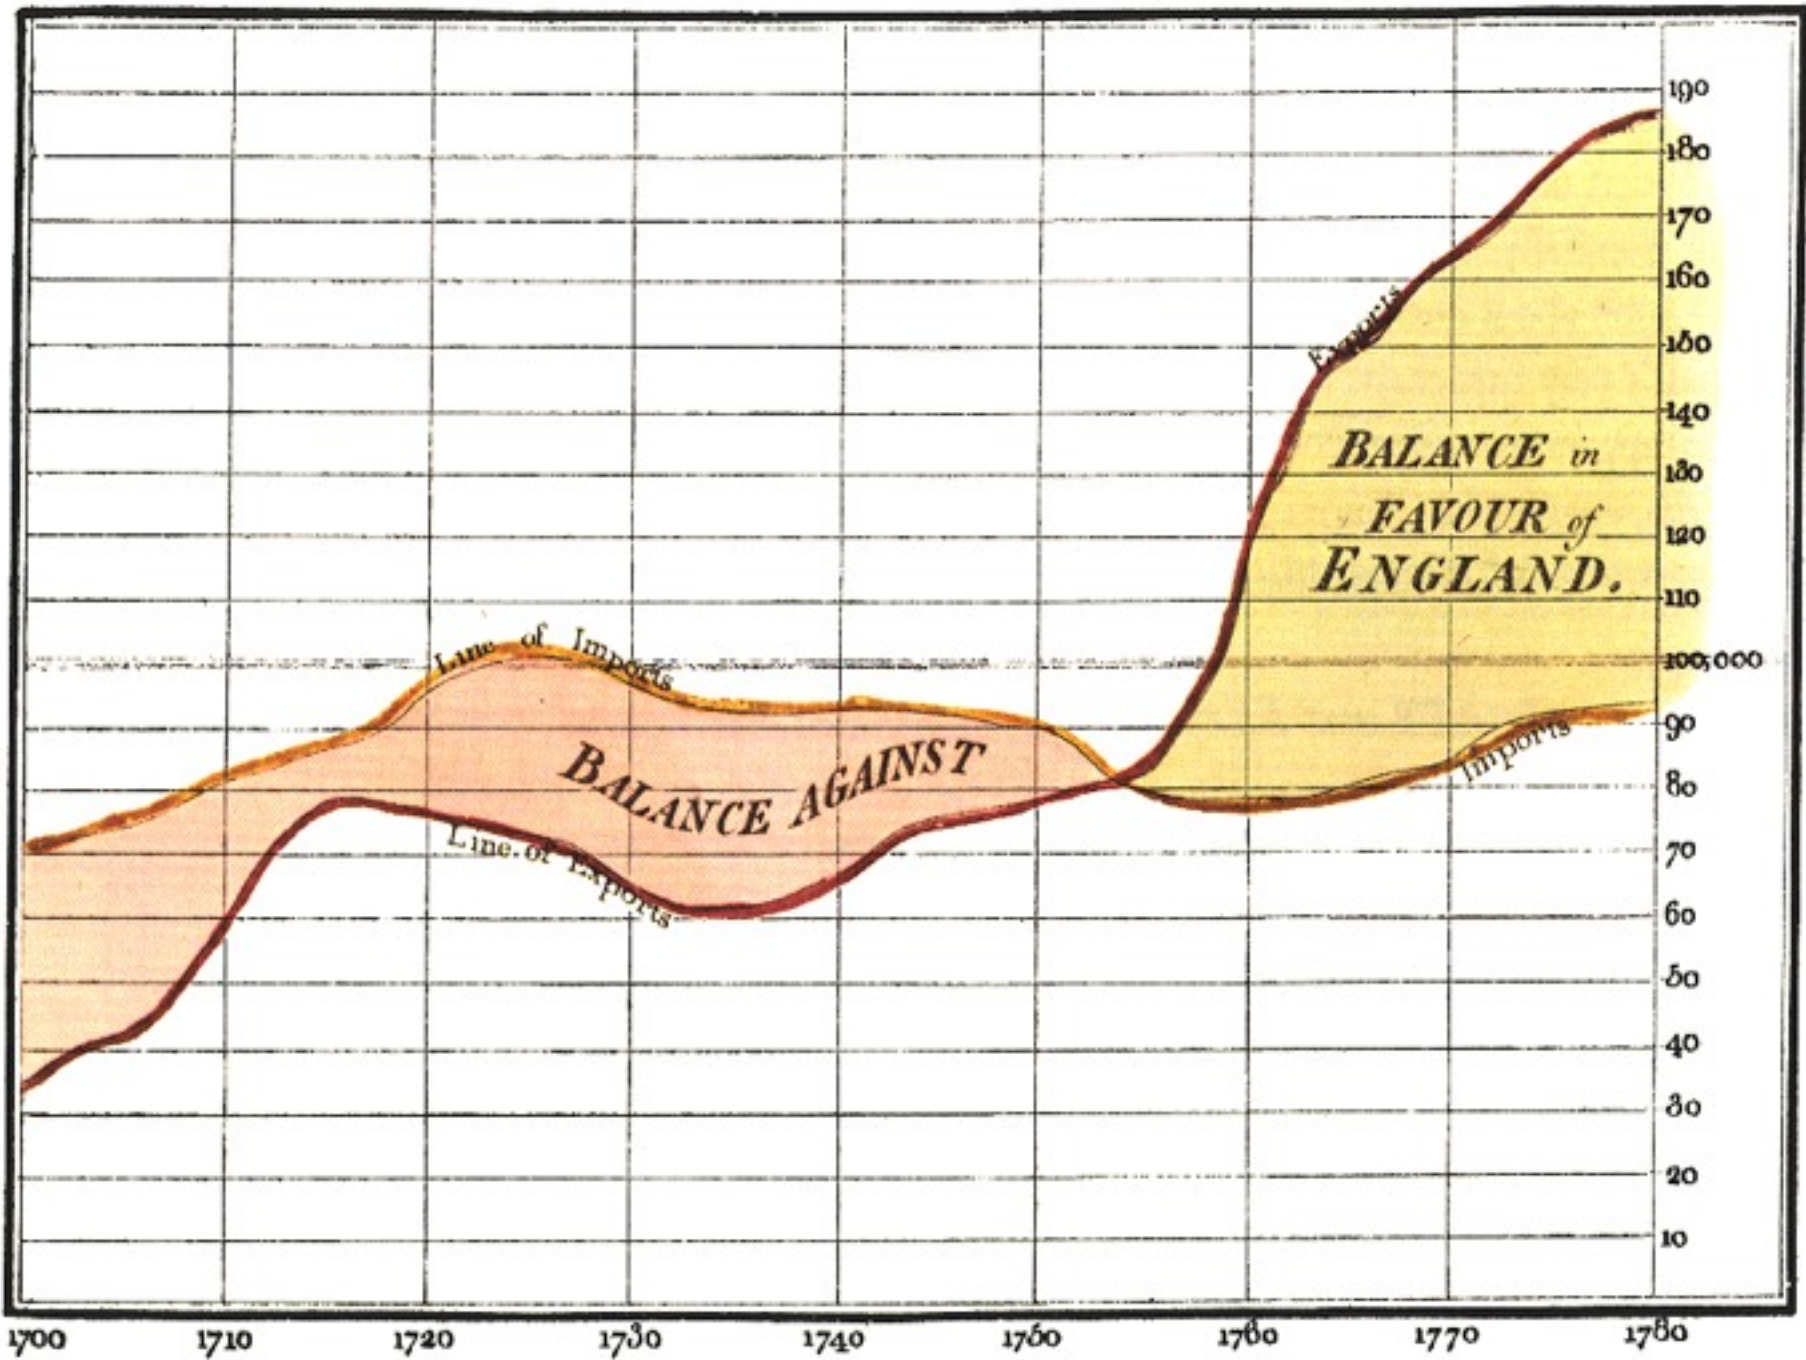 190
180
170
160
150
140
130
120
110
100,000
90
80
70
60
50
40
30
20
10
Exports
BALANCE in
FAVOUR of
ENGLAND.
Line of Imports
BALANCE AGAINST
Imports
Line of Exports
1700 1710 1720 1730 1740 1750 1760 1770 1780